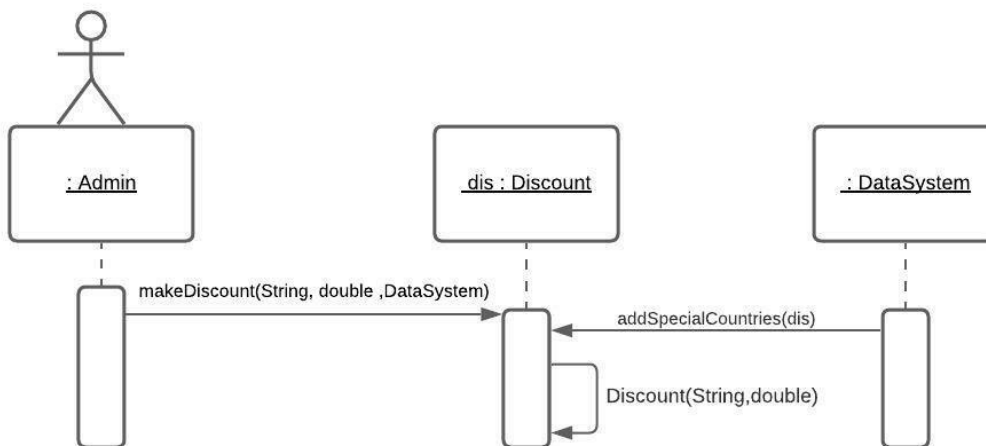 : Admin
dis : Discount
: DataSystem
makeDiscount(String, double ,DataSystem)
addSpecialCountries(dis)
Discount(String,double)